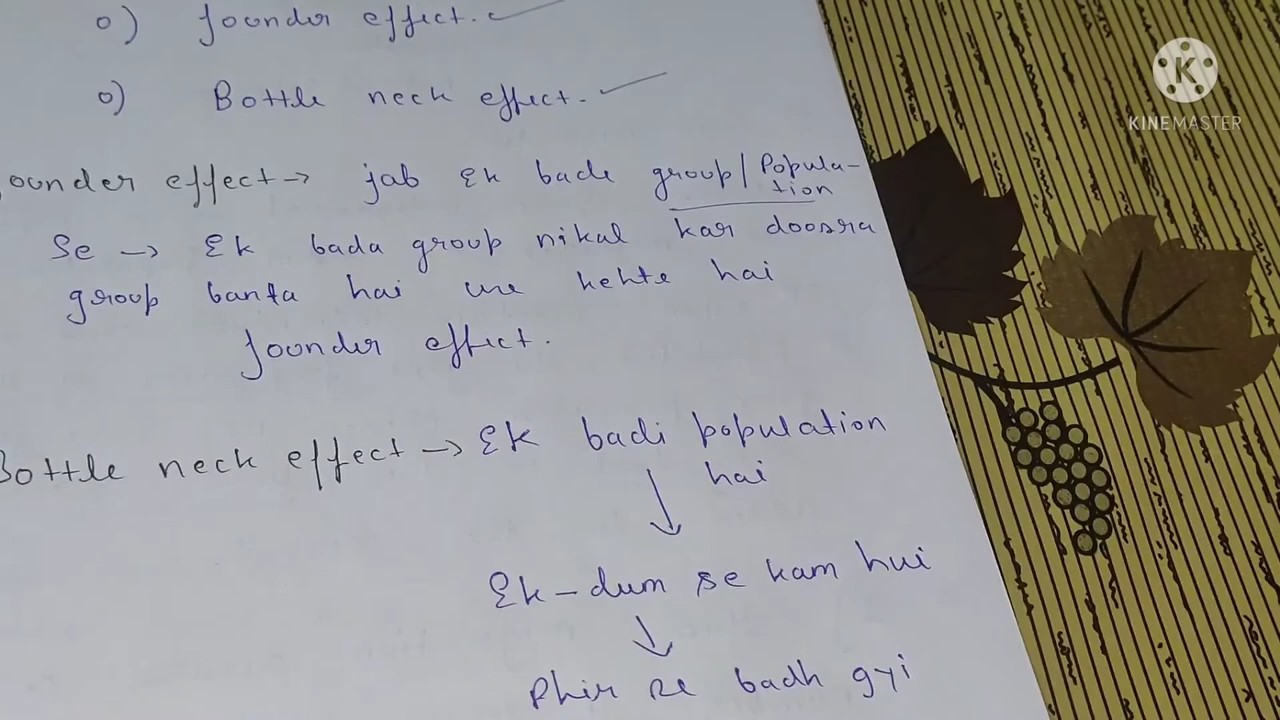 o) founder effect.
o) Bottle neck effect.
ounder effect → jab Ek bade group/Popula-
tion
Se → Ek bada group nikal kar doosra
group banta hai use kehte hai
founder effect.
Bottle neck effect → Ek badi population
hai
↓
Ek-dum se kam hui
↓
Phir se badh gyi
K
KINEMASTER